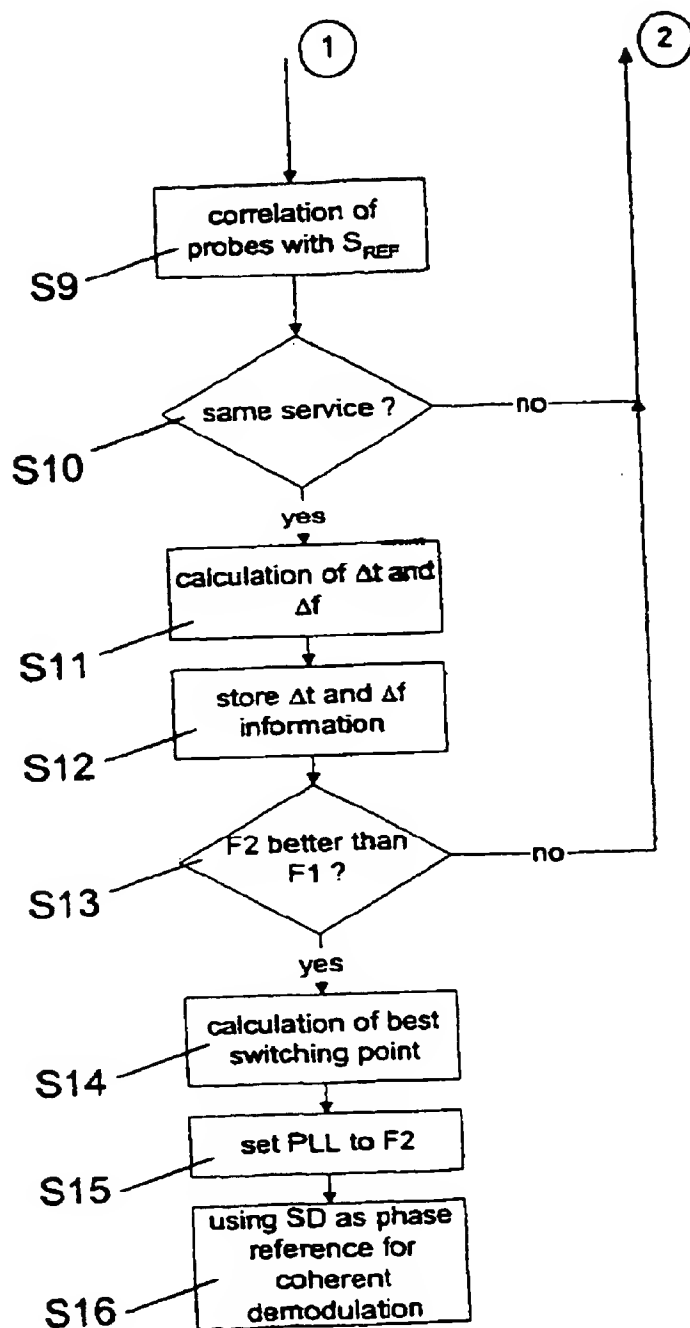 1
2
correlation of
probes with S_REF
S9
same service ?
no
S10
yes
calculation of Δt and
Δf
S11
store Δt and Δf
information
S12
F2 better than
F1 ?
no
S13
yes
calculation of best
switching point
S14
set PLL to F2
S15
using SD as phase
reference for
coherent
demodulation
S16